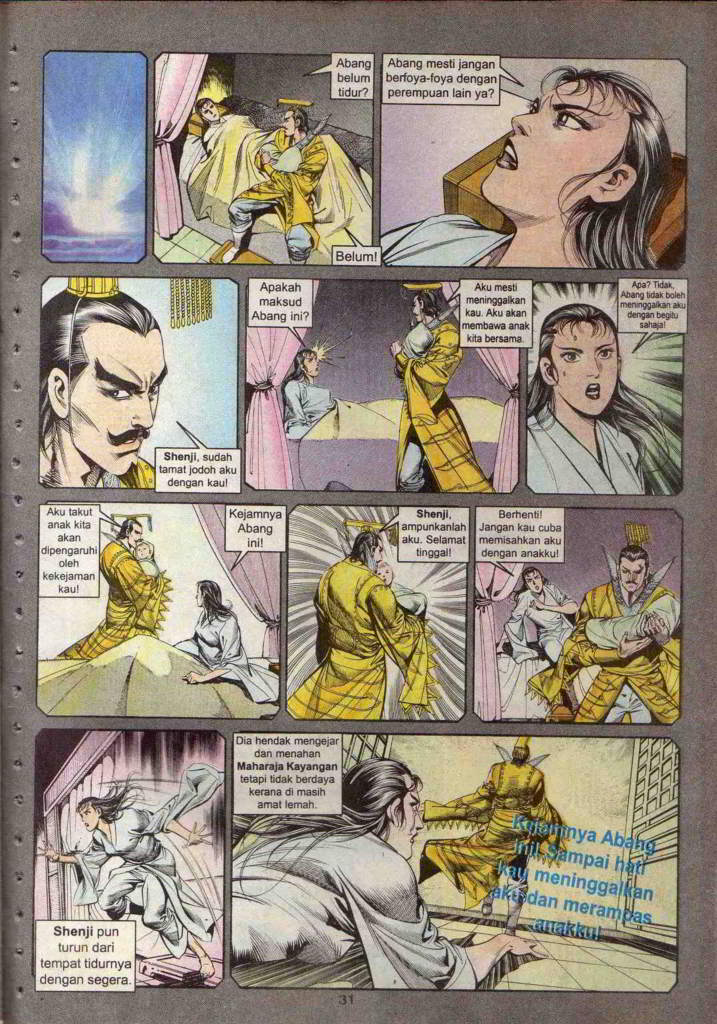 Abang
belum
tidur?
Belum!
Abang mesti jangan
berfoya-foya dengan
perempuan lain ya?
Shenji, sudah
tamat jodoh aku
dengan kau!
Apakah
maksud
Abang ini?
Aku mesti
meninggalkan
kau. Aku akan
membawa anak
kita bersama.
Apa? Tidak,
Abang tidak boleh
meninggalkan aku
dengan begitu
sahaja!
Aku takut
anak kita
akan
dipengaruhi
oleh
kekejaman
kau!
Kejamnya
Abang
ini!
Shenji,
ampunkanlah
aku. Selamat
tinggal!
Berhenti!
Jangan kau cuba
memisahkan aku
dengan anakku!
Shenji pun
turun dari
tempat tidurnya
dengan segera.
Dia hendak mengejar
dan menahan
Maharaja Kayangan
tetapi tidak berdaya
kerana di masih
amat lemah.
Kejamnya Abang
ini! Sampai hati
kau meninggalkan
aku dan merampas
anakku!
31